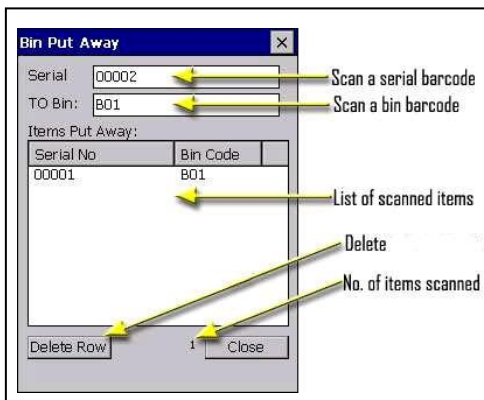 Bin Put Away
Serial 00002
Scan a serial barcode
TO Bin: B01
Scan a bin barcode
Items Put Away:
Serial No Bin Code
00001 B01
List of scanned items
Delete
No. of items scanned
Delete Row 1 Close